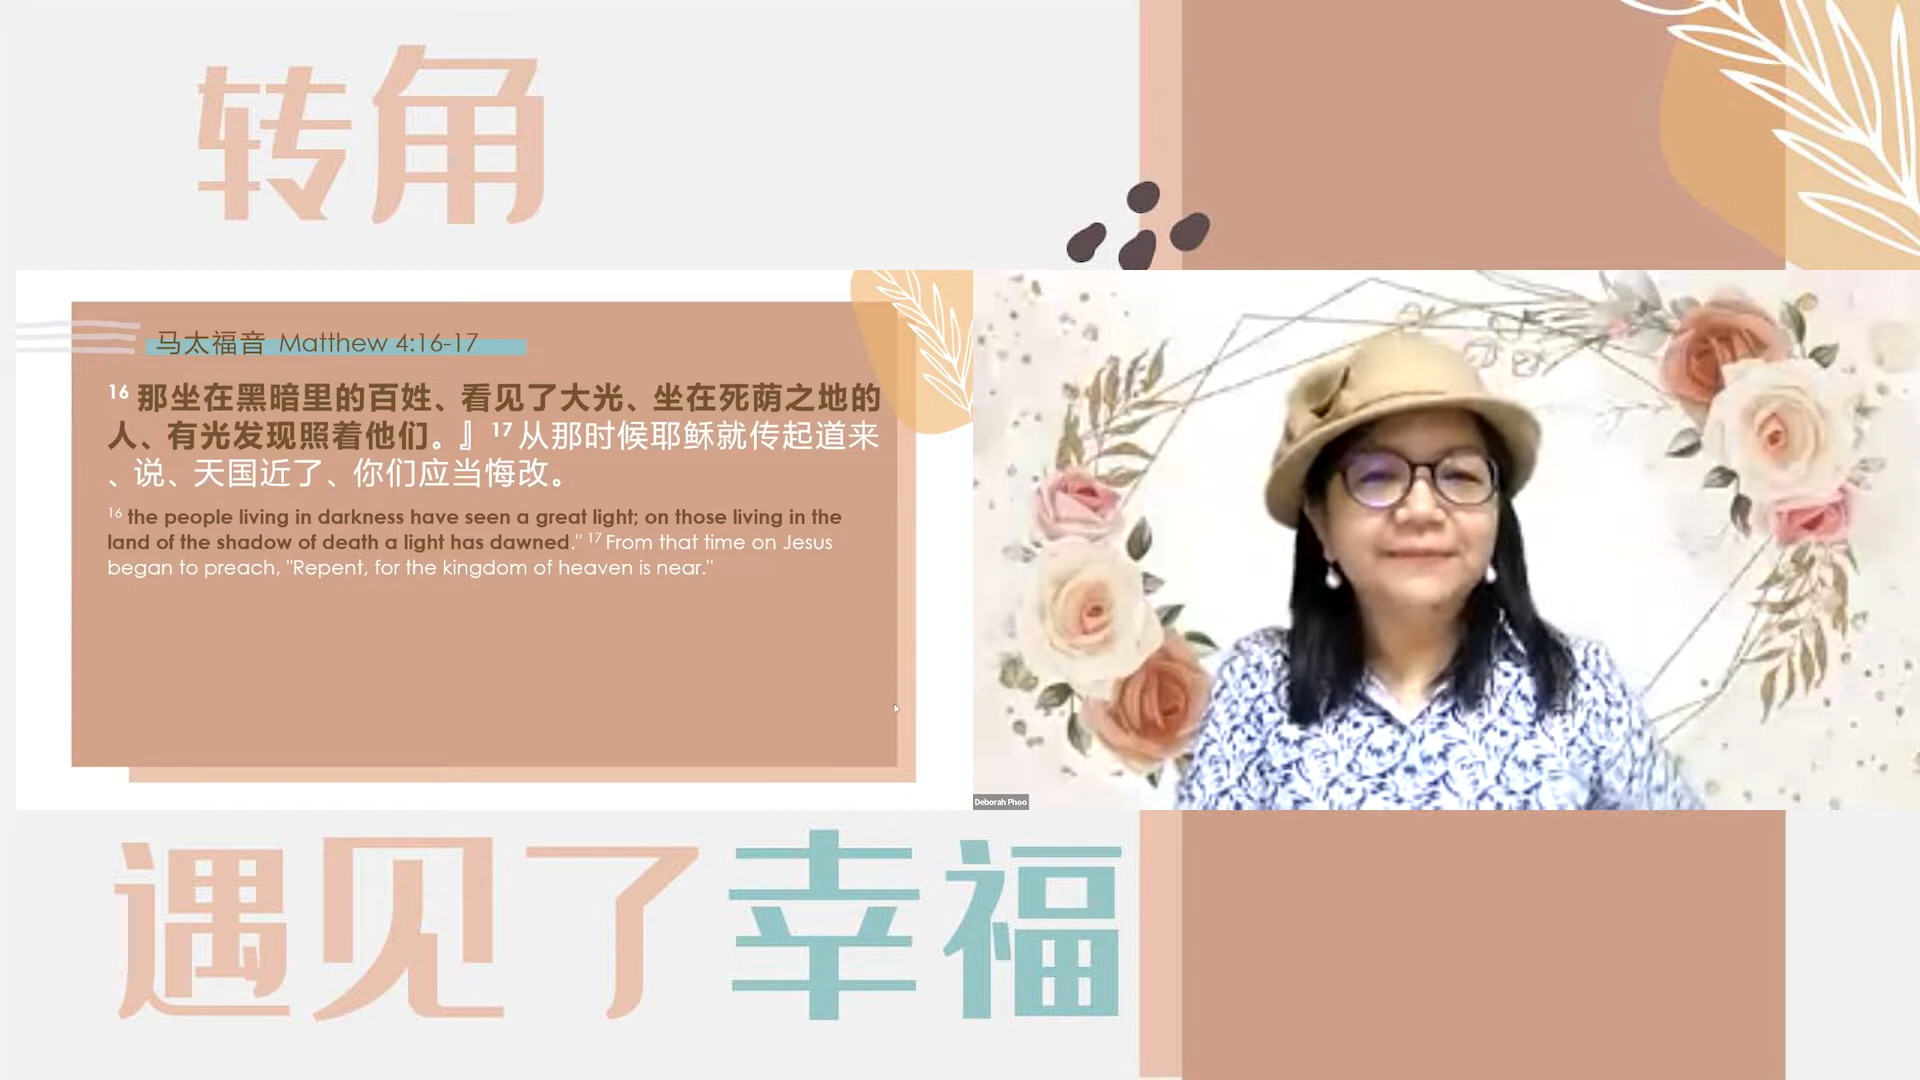 转角
马太福音 Matthew 4:16-17
16 那坐在黑暗里的百姓、看见了大光、坐在死荫之地的
人、有光发现照着他们。』17 从那时候耶稣就传起道来
、说、天国近了、你们应当悔改。
16 the people living in darkness have seen a great light; on those living in the
land of the shadow of death a light has dawned." 17 From that time on Jesus
began to preach, "Repent, for the kingdom of heaven is near."
Deborah Phoo
遇见了幸福